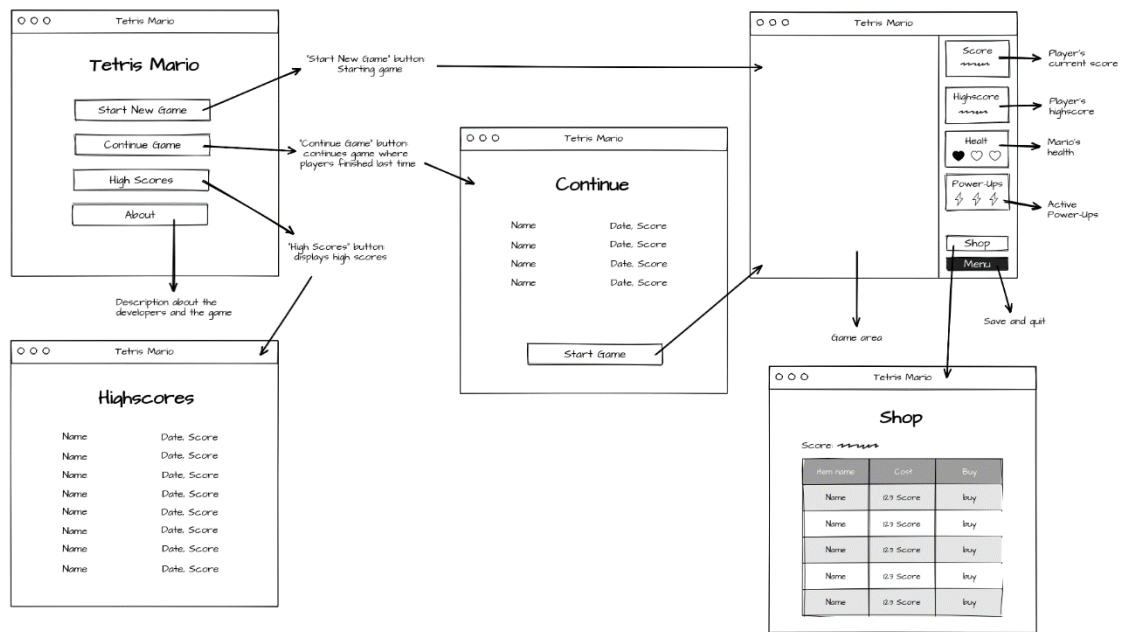 Tetris Mario
Tetris Mario
Start New Game
Continue Game
High Scores
About
Description about the
developers and the game
"Start New Game" button:
Starting game
"Continue Game" button:
continues game where
players finished last time
"High Scores" button:
displays high scores
Tetris Mario
Highscores
Name Date, Score
Name Date, Score
Name Date, Score
Name Date, Score
Name Date, Score
Name Date, Score
Name Date, Score
Name Date, Score
Tetris Mario
Continue
Name Date, Score
Name Date, Score
Name Date, Score
Name Date, Score
Start Game
Tetris Mario
Score
Highscore
Healt
Power-Ups
Shop
Menu
Player's
current score
Player's
highscore
Mario's
health
Active
Power-Ups
Save and quit
Game area
Tetris Mario
Shop
Score:
Item name Cost Buy
Name 123 Score buy
Name 123 Score buy
Name 123 Score buy
Name 123 Score buy
Name 123 Score buy